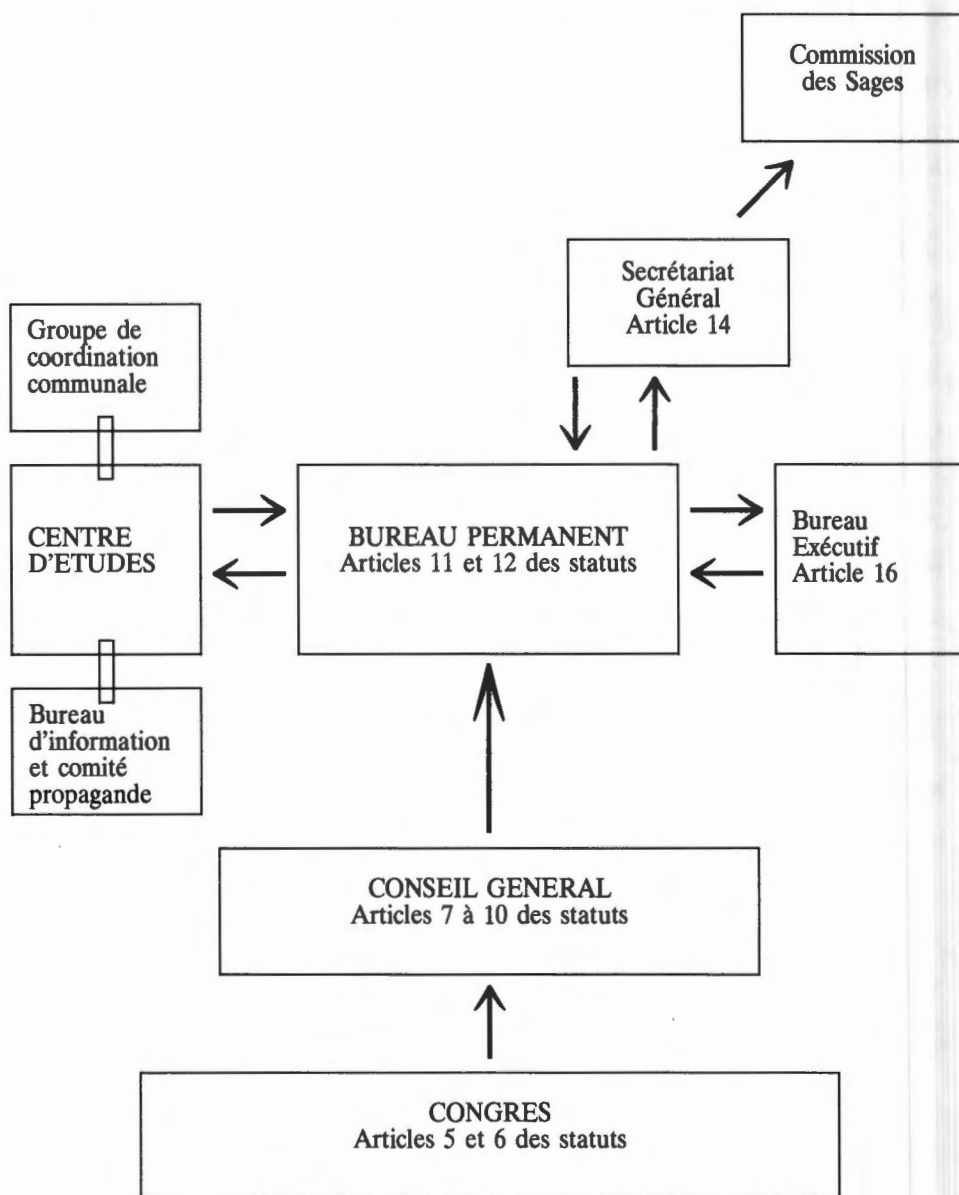 Commission
des Sages
Secrétariat
Général
Article 14
Groupe de
coordination
communale
CENTRE
D'ETUDES
BUREAU PERMANENT
Articles 11 et 12 des statuts
Bureau
Exécutif
Article 16
Bureau
d'information
et comité
propagande
CONSEIL GENERAL
Articles 7 à 10 des statuts
CONGRES
Articles 5 et 6 des statuts